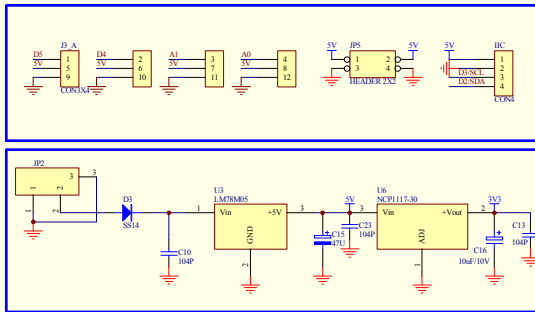 J3_A
D5 1
5V 5
9
CON3X4
D4 2
5V 6
10
A1 3
5V 7
11
A0 4
5V 8
12
JP5
5V 1 2 5V
3 4
HEADER 2X2
IIC
5V 1
2
D3/SCL 3
D2/SDA 4
CON4
JP2
3 3
1 2
1 2
D3
SS14
C10
104P
U3
LM78M05
1 Vin +5V 3
GND
2
C15
47U
5V
C23
104P
U6
NCP1117-30
3 Vin +Vout 2
ADJ
1
3V3
C16
10uF/10V
C13
104P